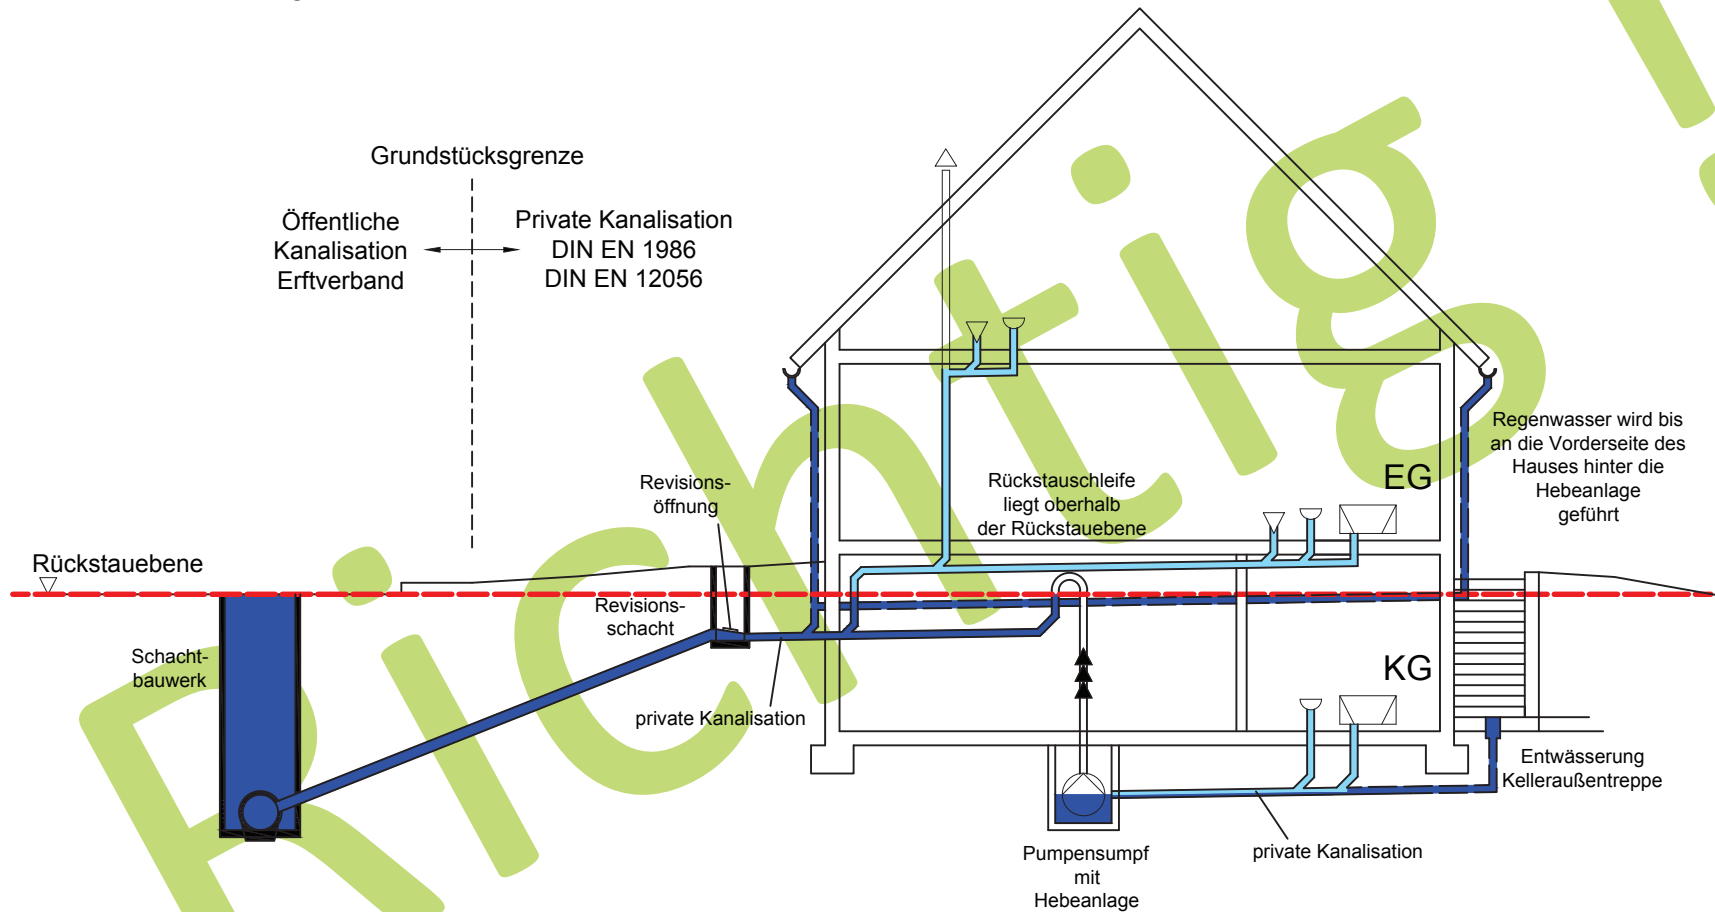 Grundstücksgrenze
Öffentliche
Kanalisation
Erftverband
Private Kanalisation
DIN EN 1986
DIN EN 12056
Revisions-
öffnung
Rückstauschleife
liegt oberhalb
der Rückstauebene
EG
Regenwasser wird bis
an die Vorderseite des
Hauses hinter die
Hebeanlage
geführt
Rückstauebene
Revisions-
schacht
Schacht-
bauwerk
private Kanalisation
KG
Entwässerung
Kelleraußentreppe
Pumpensumpf
mit
Hebeanlage
private Kanalisation
Richtig !